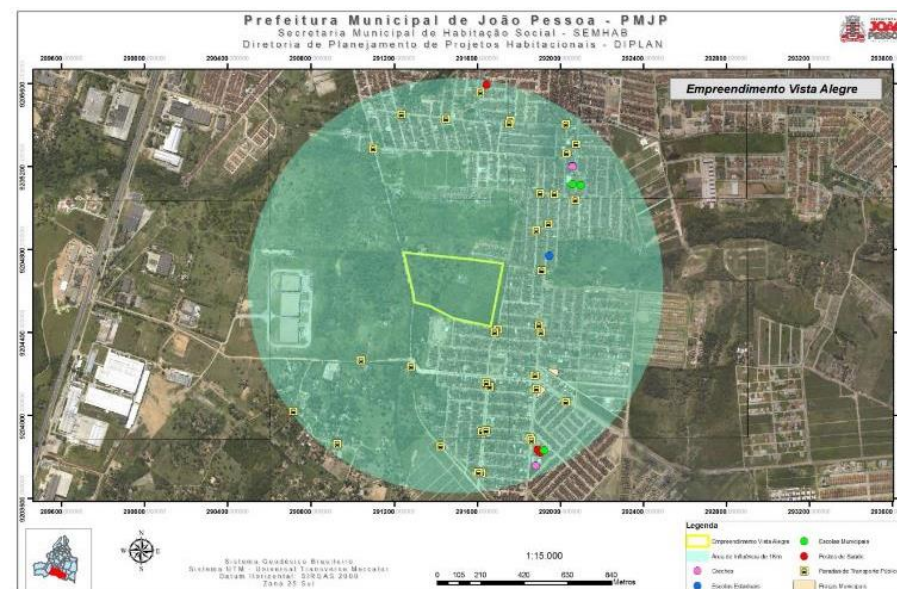 Prefeitura Municipal de João Pessoa - PMJP
Secretaria Municipal de Habitação Social - SEMHAB
Diretoria de Planejamento de Projetos Habitacionais - DIPLAN
JOÃO PESSOA
Empreendimento Vista Alegre
Legenda
Empreendimento Vista Alegre
Área de Influência de 1Km
Creches
Escolas Estaduais
Escolas Municipais
Postos de Saúde
Paradas de Transporte Público
Praças Municipais
Sistema Geodésico Brasileiro
Sistema UTM - Universal Transverso Mercator
Datum Horizontal: SIRGAS 2000
Zona 25 Sul
1:15.000
0 105 210 420 630 840
Metros